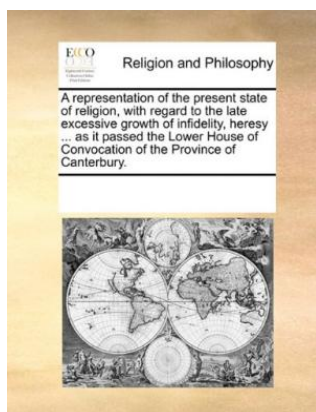 ECCO
Religion and Philosophy
A representation of the present state
of religion, with regard to the late
excessive growth of infidelity, heresy
... as it passed the Lower House of
Convocation of the Province of
Canterbury.